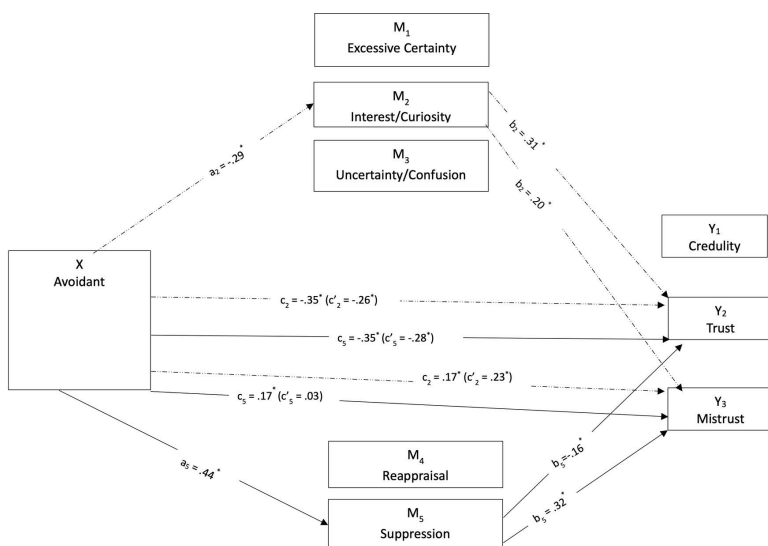 M₁
Excessive Certainty
M₂
Interest/Curiosity
M₃
Uncertainty/Confusion
a₂ = -.29*
b₂ = .31*
b₂ = .20*
Y₁
Credulity
X
Avoidant
c₂ = -.35* (c'₂ = -.26*)
Y₂
Trust
c₅ = -.35* (c'₅ = -.28*)
c₂ = .17* (c'₂ = .23*)
c₅ = .17* (c'₅ = .03)
Y₃
Mistrust
a₅ = .44*
M₄
Reappraisal
b₅=-.16*
b₅ = .32*
M₅
Suppression